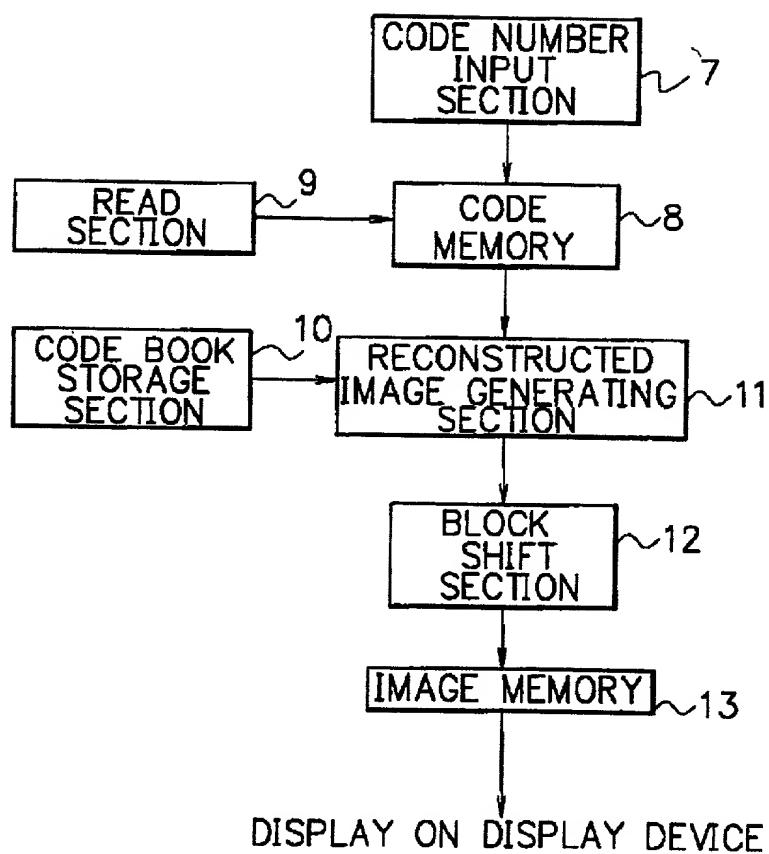 CODE NUMBER
INPUT
SECTION
7
READ
SECTION
9
CODE
MEMORY
8
CODE BOOK
STORAGE
SECTION
10
RECONSTRUCTED
IMAGE GENERATING
SECTION
11
BLOCK
SHIFT
SECTION
12
IMAGE MEMORY
13
DISPLAY ON DISPLAY DEVICE